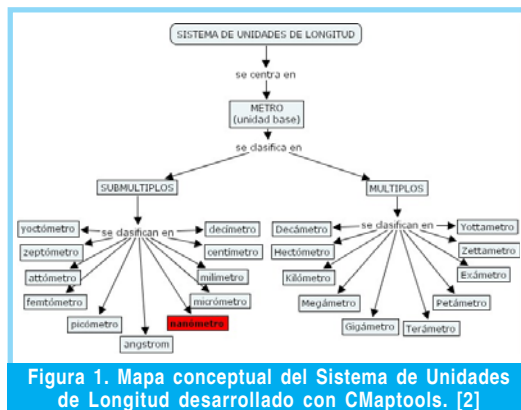 SISTEMA DE UNIDADES DE LONGITUD
se centra en
METRO
(unidad base)
se clasifica en
SUBMULTIPLOS
MULTIPLOS
yoctómetro
se clasifican en
decímetro
zeptómetro
centímetro
attómetro
milímetro
femtómetro
micrómetro
picómetro
nanómetro
angstrom
Decámetro
se clasifican en
Yottametro
Hectómetro
Zettametro
Kilómetro
Exámetro
Megámetro
Petámetro
Gigámetro
Terámetro
Figura 1. Mapa conceptual del Sistema de Unidades
de Longitud desarrollado con CMaptools. [2]